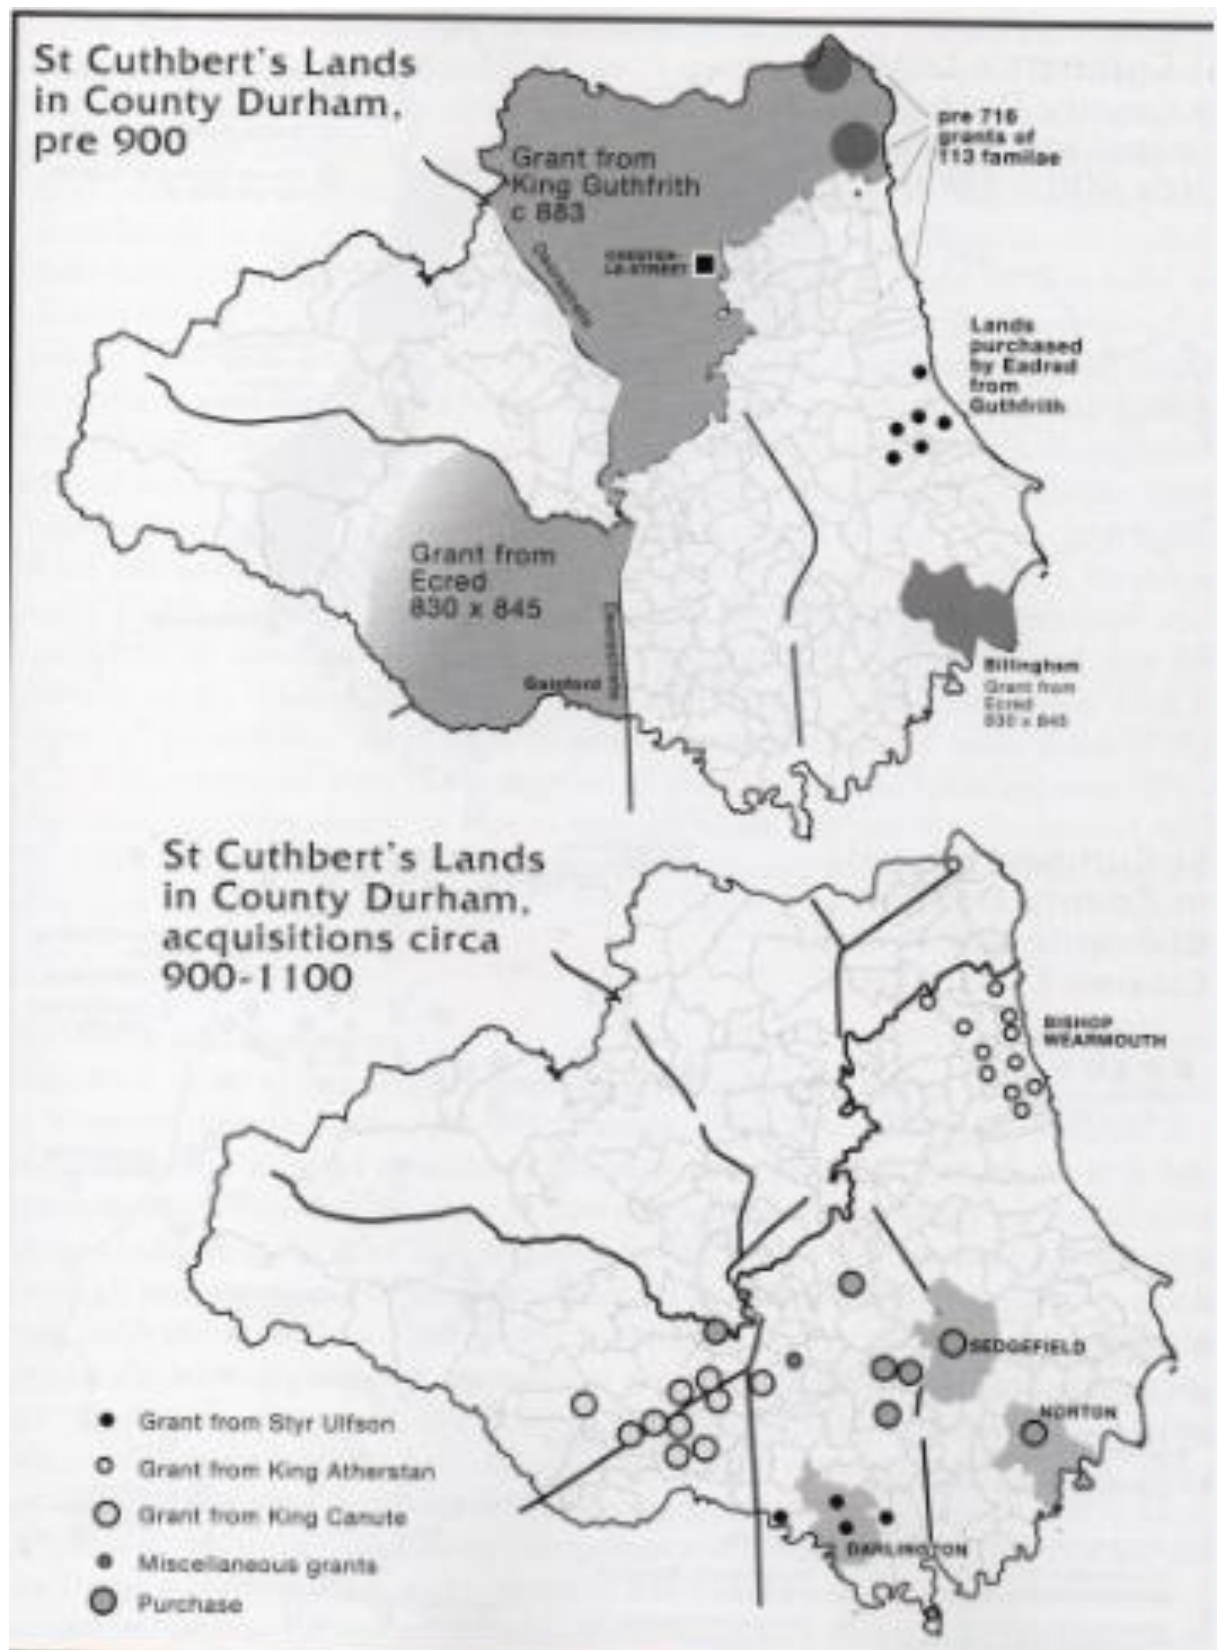 St Cuthbert's Lands
in County Durham,
pre 900
pre 716
grants of
113 familae
Grant from
King Guthfrith
c 883
CHESTER-
LE-STREET
Deorestrete
Lands
purchased
by Eadred
from
Guthfrith
Grant from
Ecred
830 x 845
Deorestrete
Gainford
Billingham
Grant from
Ecred
830 x 845
St Cuthbert's Lands
in County Durham,
acquisitions circa
900-1100
BISHOP
WEARMOUTH
SEDGEFIELD
NORTON
DARLINGTON
Grant from Styr Ulfson
Grant from King Atherstan
Grant from King Canute
Miscellaneous grants
Purchase